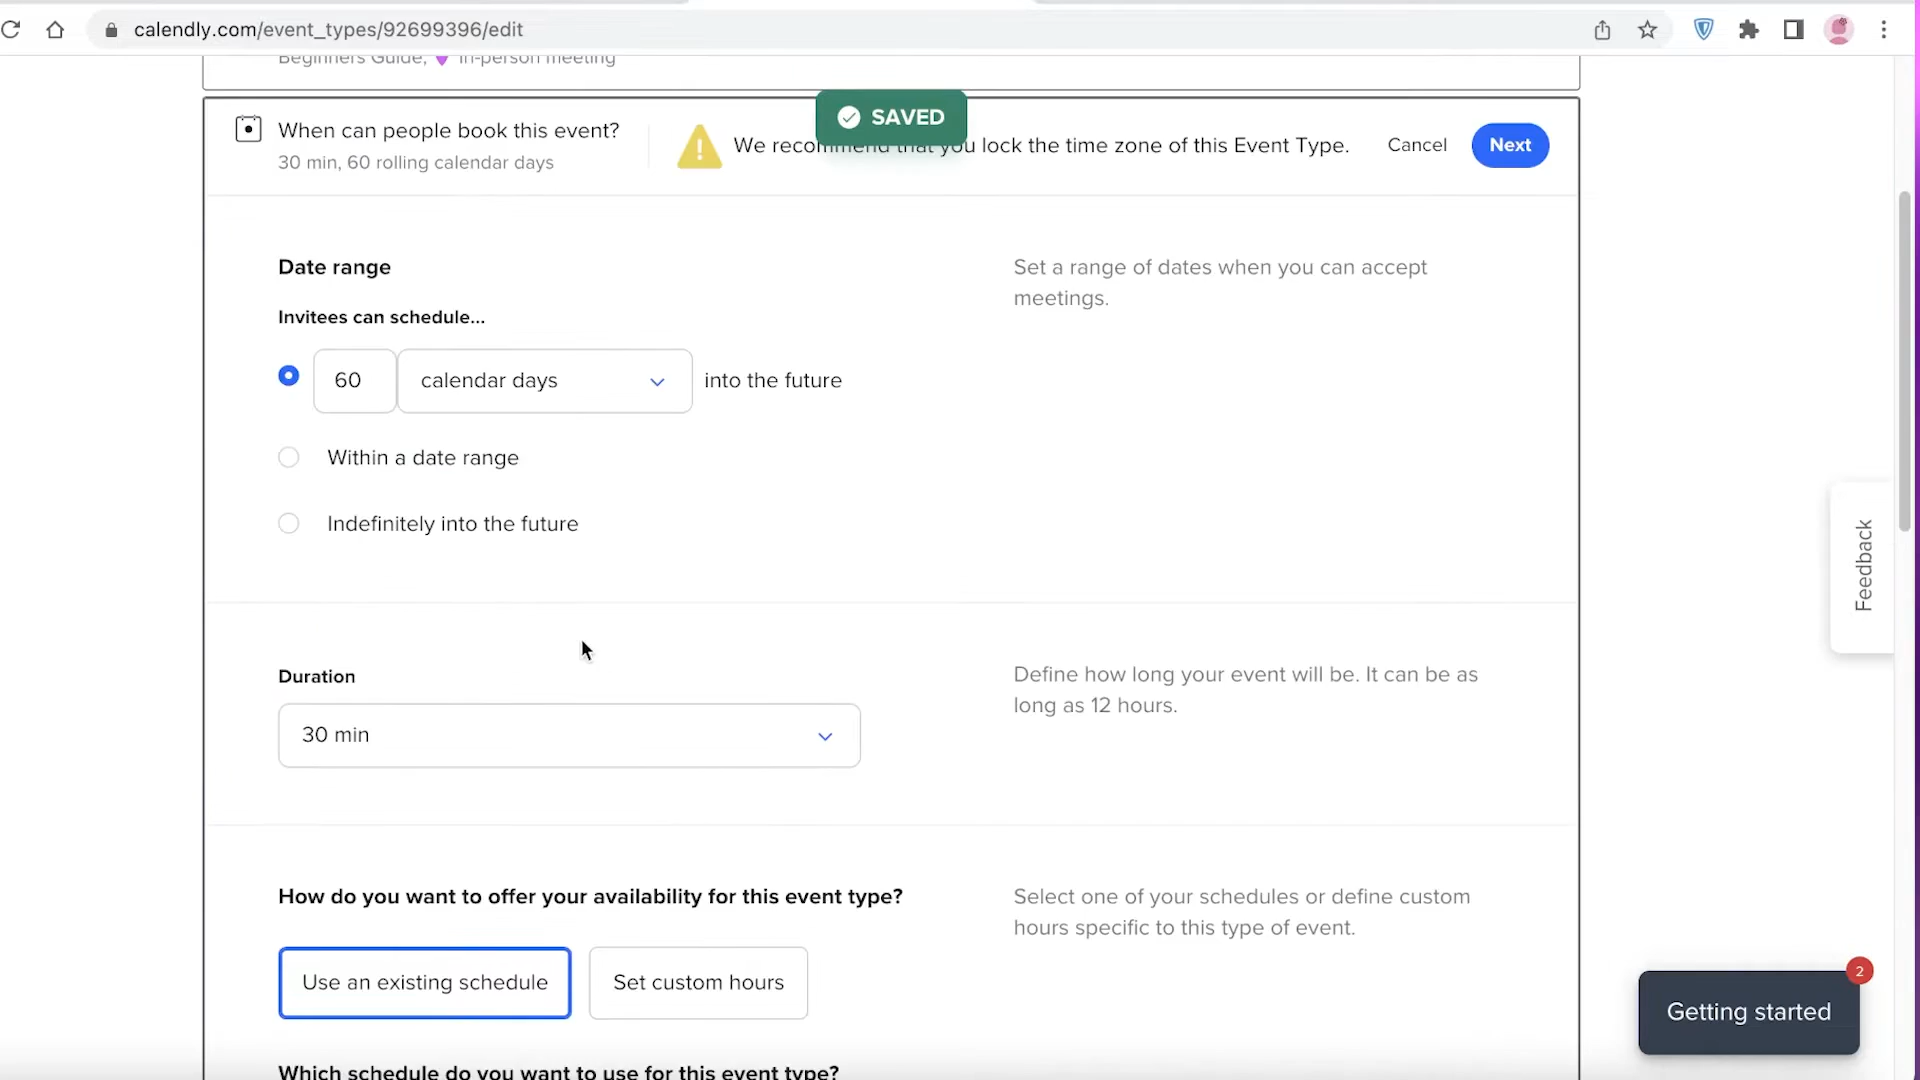 calendly.com/event_types/92699396/edit
Beginners Guide, In-person meeting
SAVED
When can people book this event?
30 min, 60 rolling calendar days
We recommend that you lock the time zone of this Event Type.
Cancel
Next
Date range
Invitees can schedule...
60
calendar days
into the future
Within a date range
Indefinitely into the future
Set a range of dates when you can accept
meetings.
Feedback
Duration
30 min
Define how long your event will be. It can be as
long as 12 hours.
How do you want to offer your availability for this event type?
Use an existing schedule
Set custom hours
Select one of your schedules or define custom
hours specific to this type of event.
2
Getting started
Which schedule do you want to use for this event type?